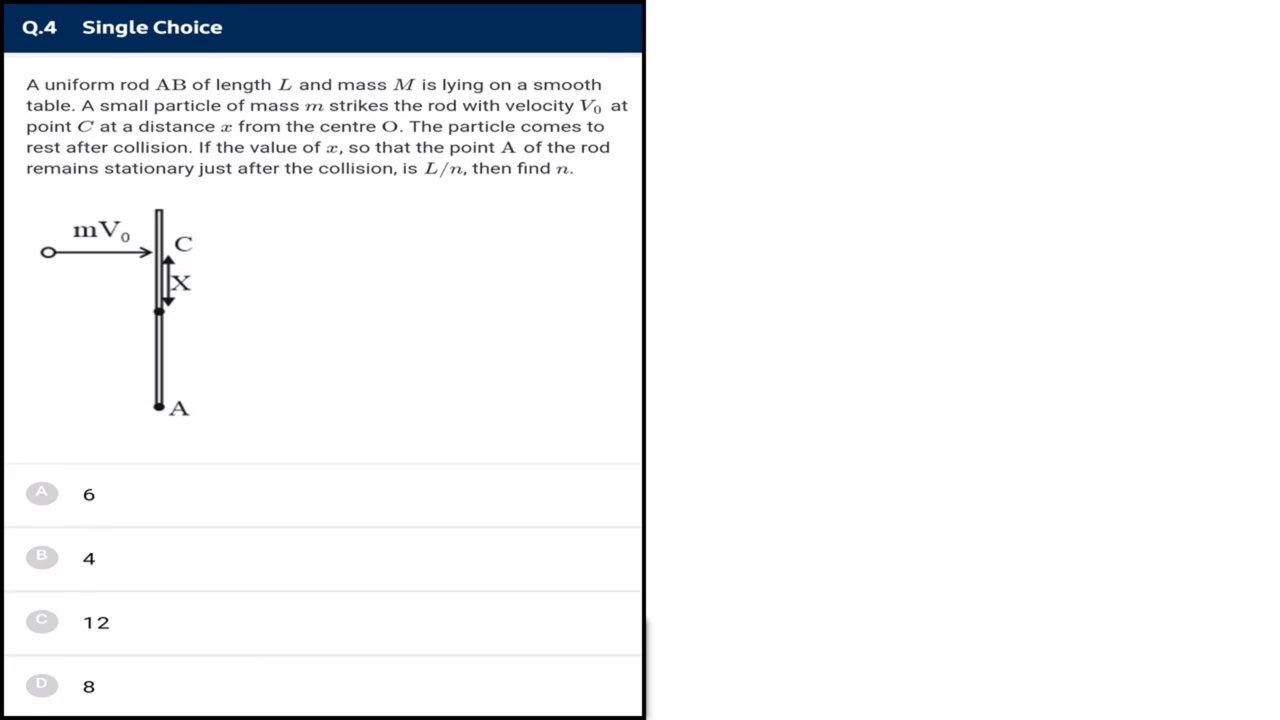 Q.4 Single Choice
A uniform rod AB of length L and mass M is lying on a smooth
table. A small particle of mass m strikes the rod with velocity V₀ at
point C at a distance x from the centre O. The particle comes to
rest after collision. If the value of x, so that the point A of the rod
remains stationary just after the collision, is L/n, then find n.
mV₀
C
X
A
A 6
B 4
C 12
D 8